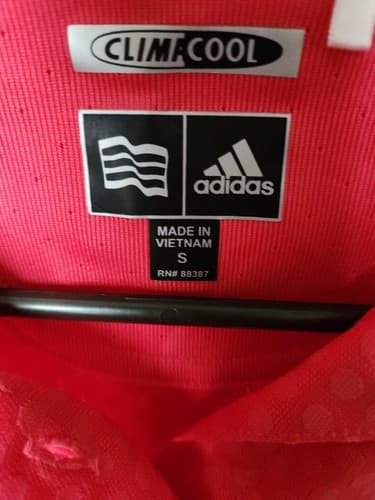 CLIMACOOL
adidas
MADE IN
VIETNAM
S
RN# 88387